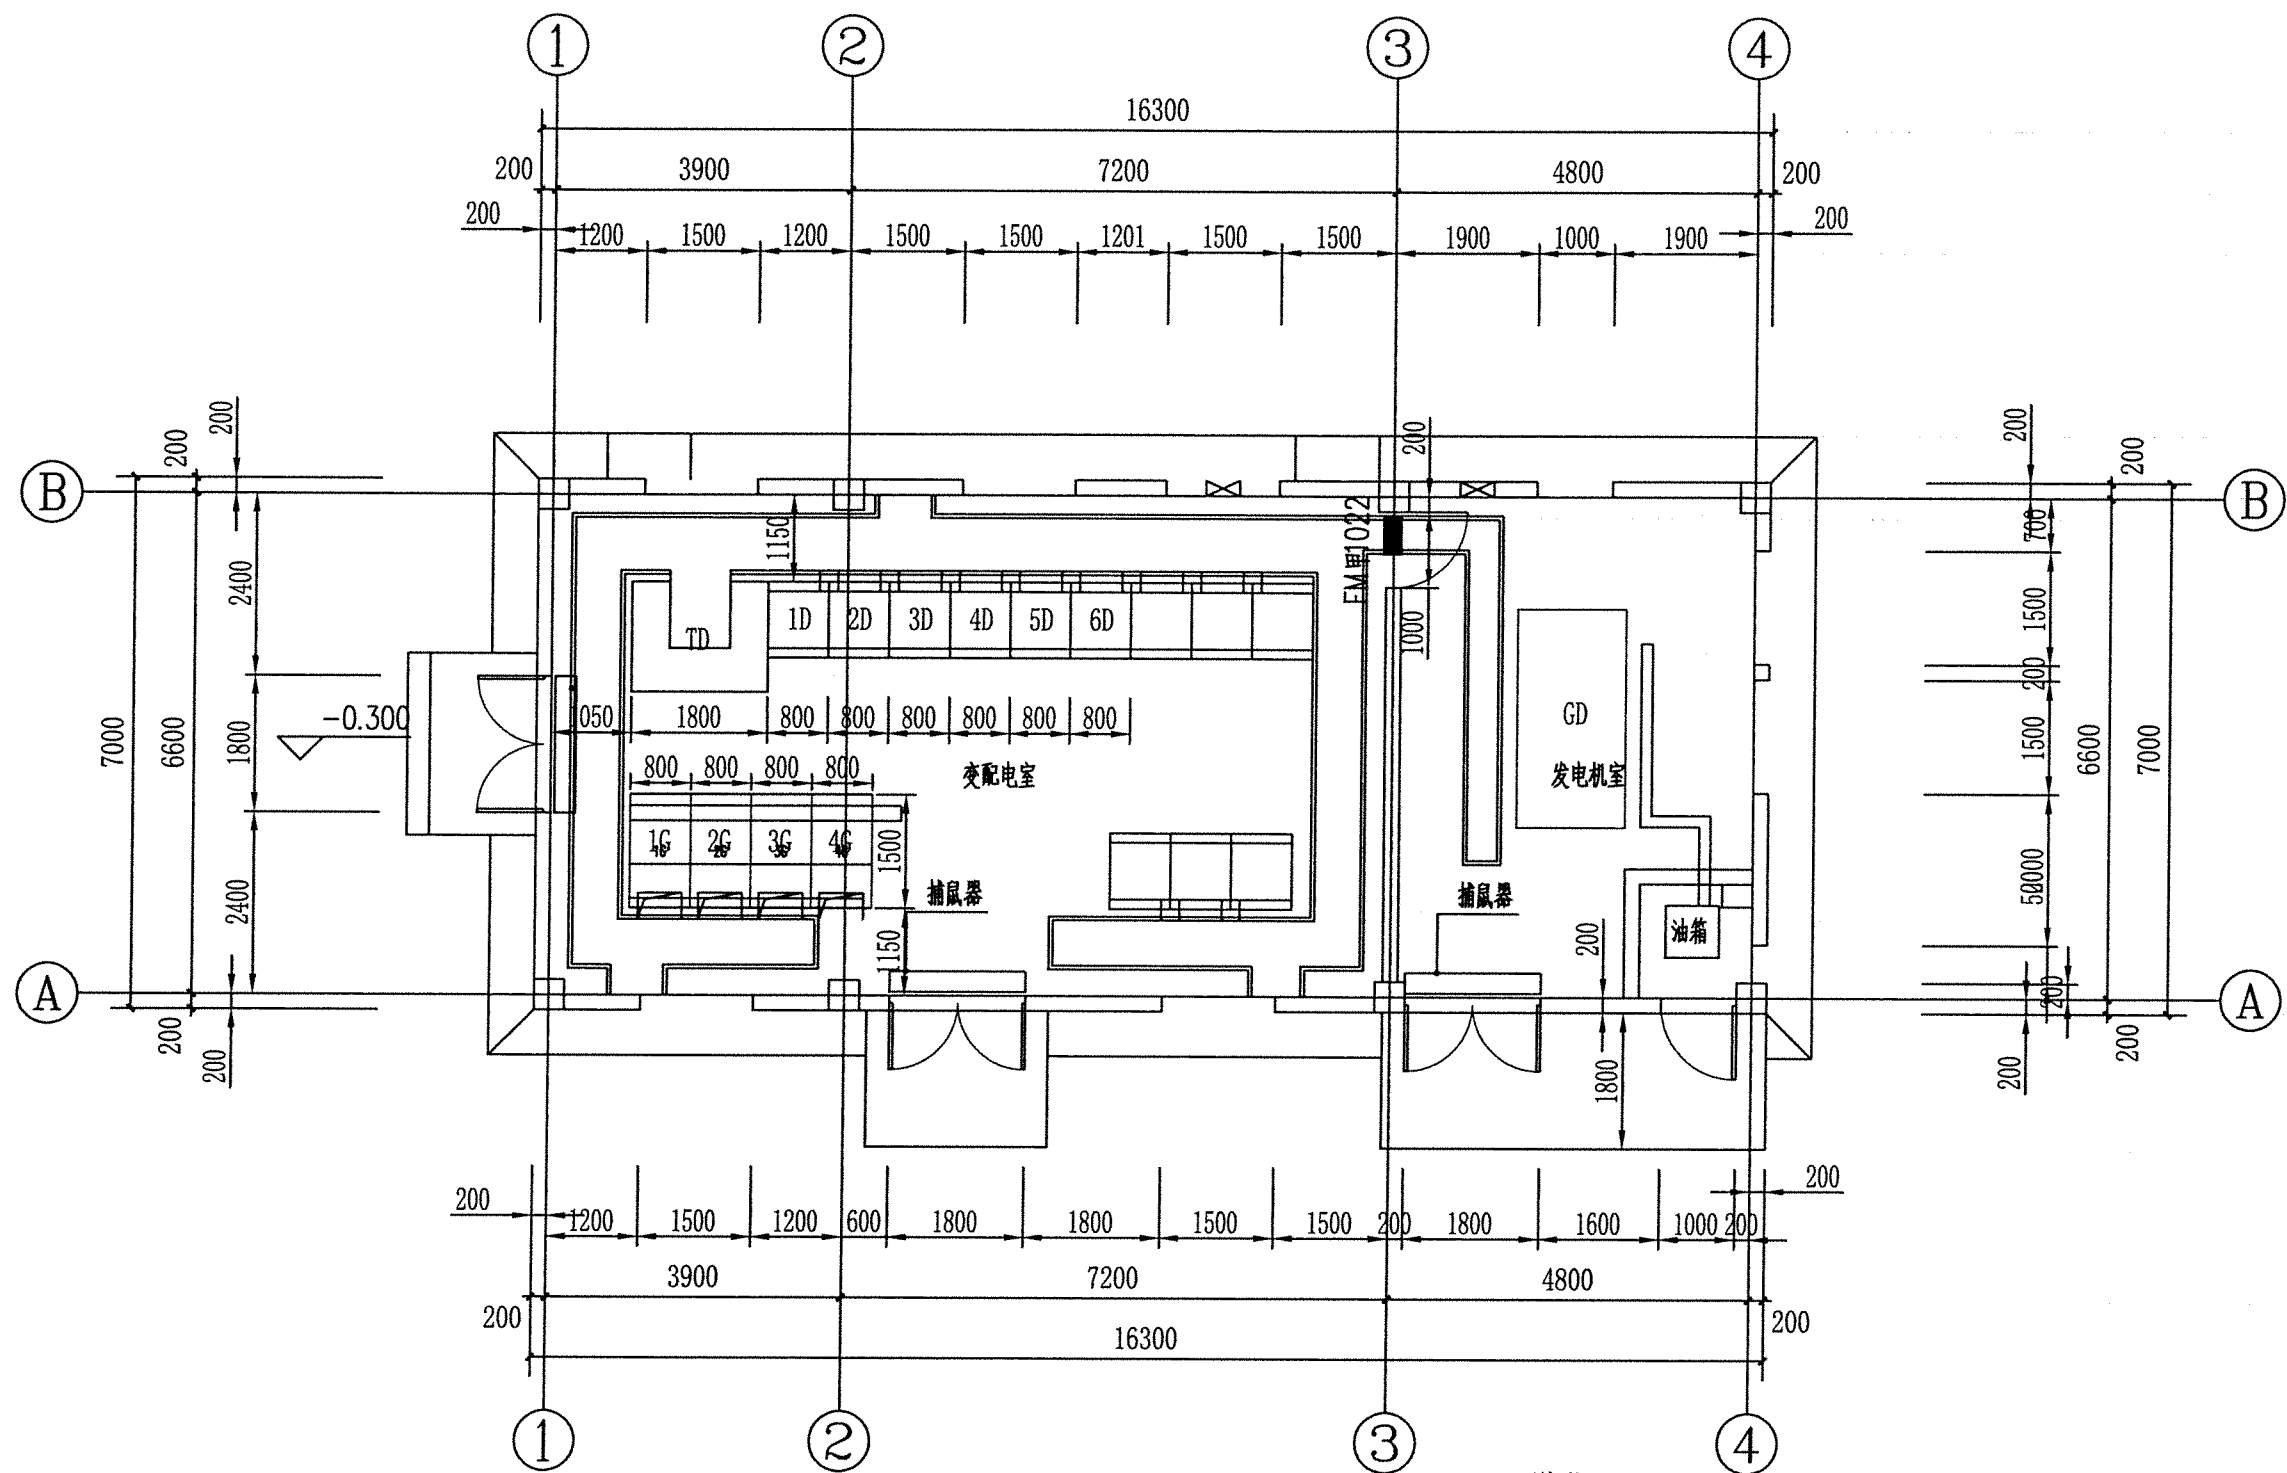 1 2 3 4
16300
200 3900 7200 4800 200
200 1200 1500 1200 1500 1500 1201 1500 1500 1900 1000 1900 200
B 200 200 200 200 200 B
1150 FM甲1022 700
2400 1D 2D 3D 4D 5D 6D 1000 1500
TD
200
7000 6600 1800 -0.300 050 1800 800 800 800 800 800 800 GD 1500 6600 7000
800 800 800 800 变配电室 发电机室
1G 2G 3G 4G 1500
2400 捕鼠器 捕鼠器
1150 200 油箱
A 200 A
200 200 1800 200 200
200 1200 1500 1200 600 1800 1800 1500 1500 200 1800 1600 1000 200 200
3900 7200 4800
200 16300 200
1 2 3 4